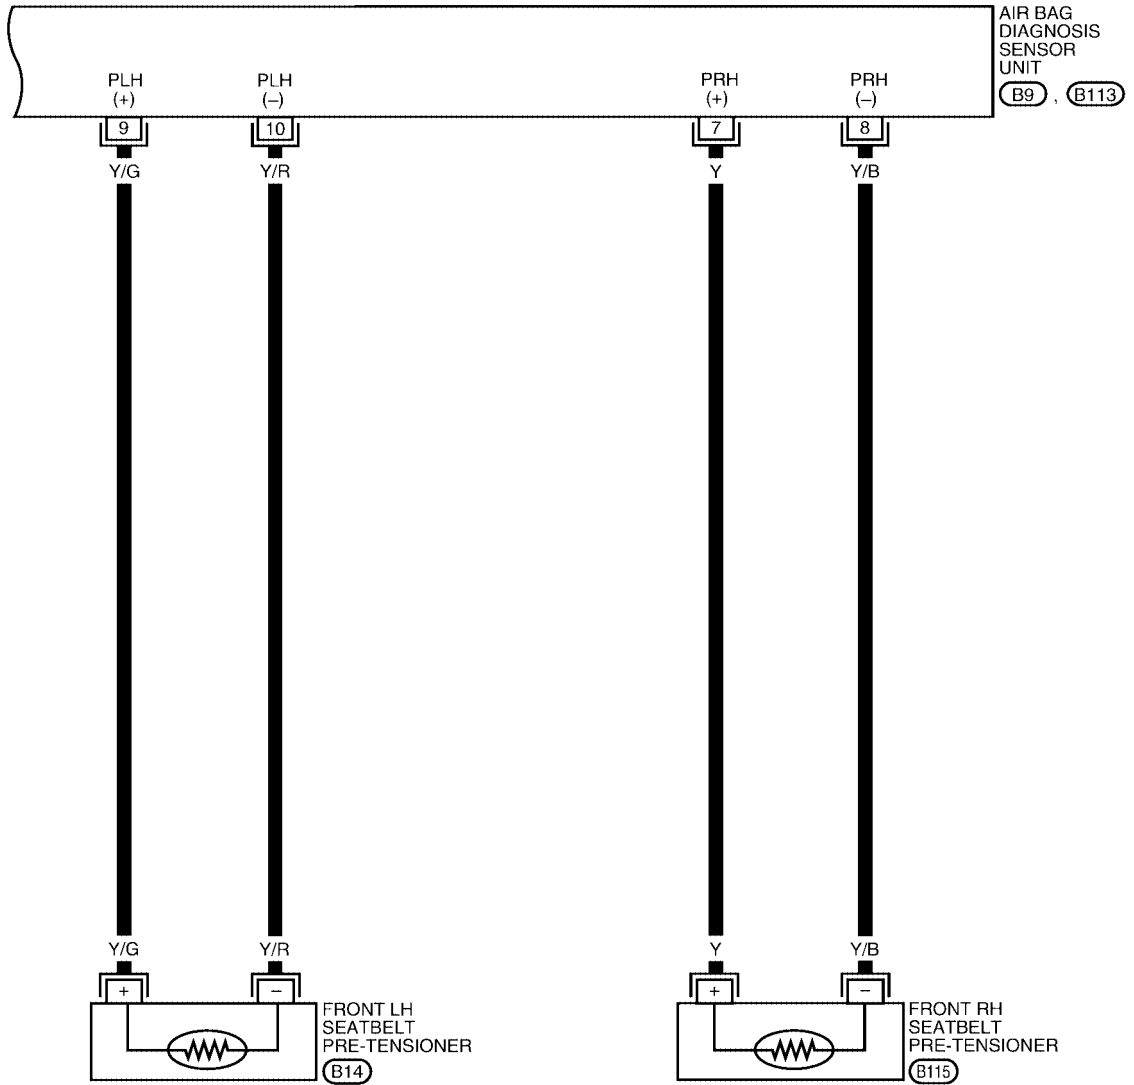 AIR BAG
DIAGNOSIS
SENSOR
UNIT
B9 , B113
PLH PLH PRH PRH
(+) (–) (+) (–)
9 10 7 8
Y/G Y/R Y Y/B
Y/G Y/R Y Y/B
+ – + –
FRONT LH
SEATBELT
PRE-TENSIONER
B14
FRONT RH
SEATBELT
PRE-TENSIONER
B115